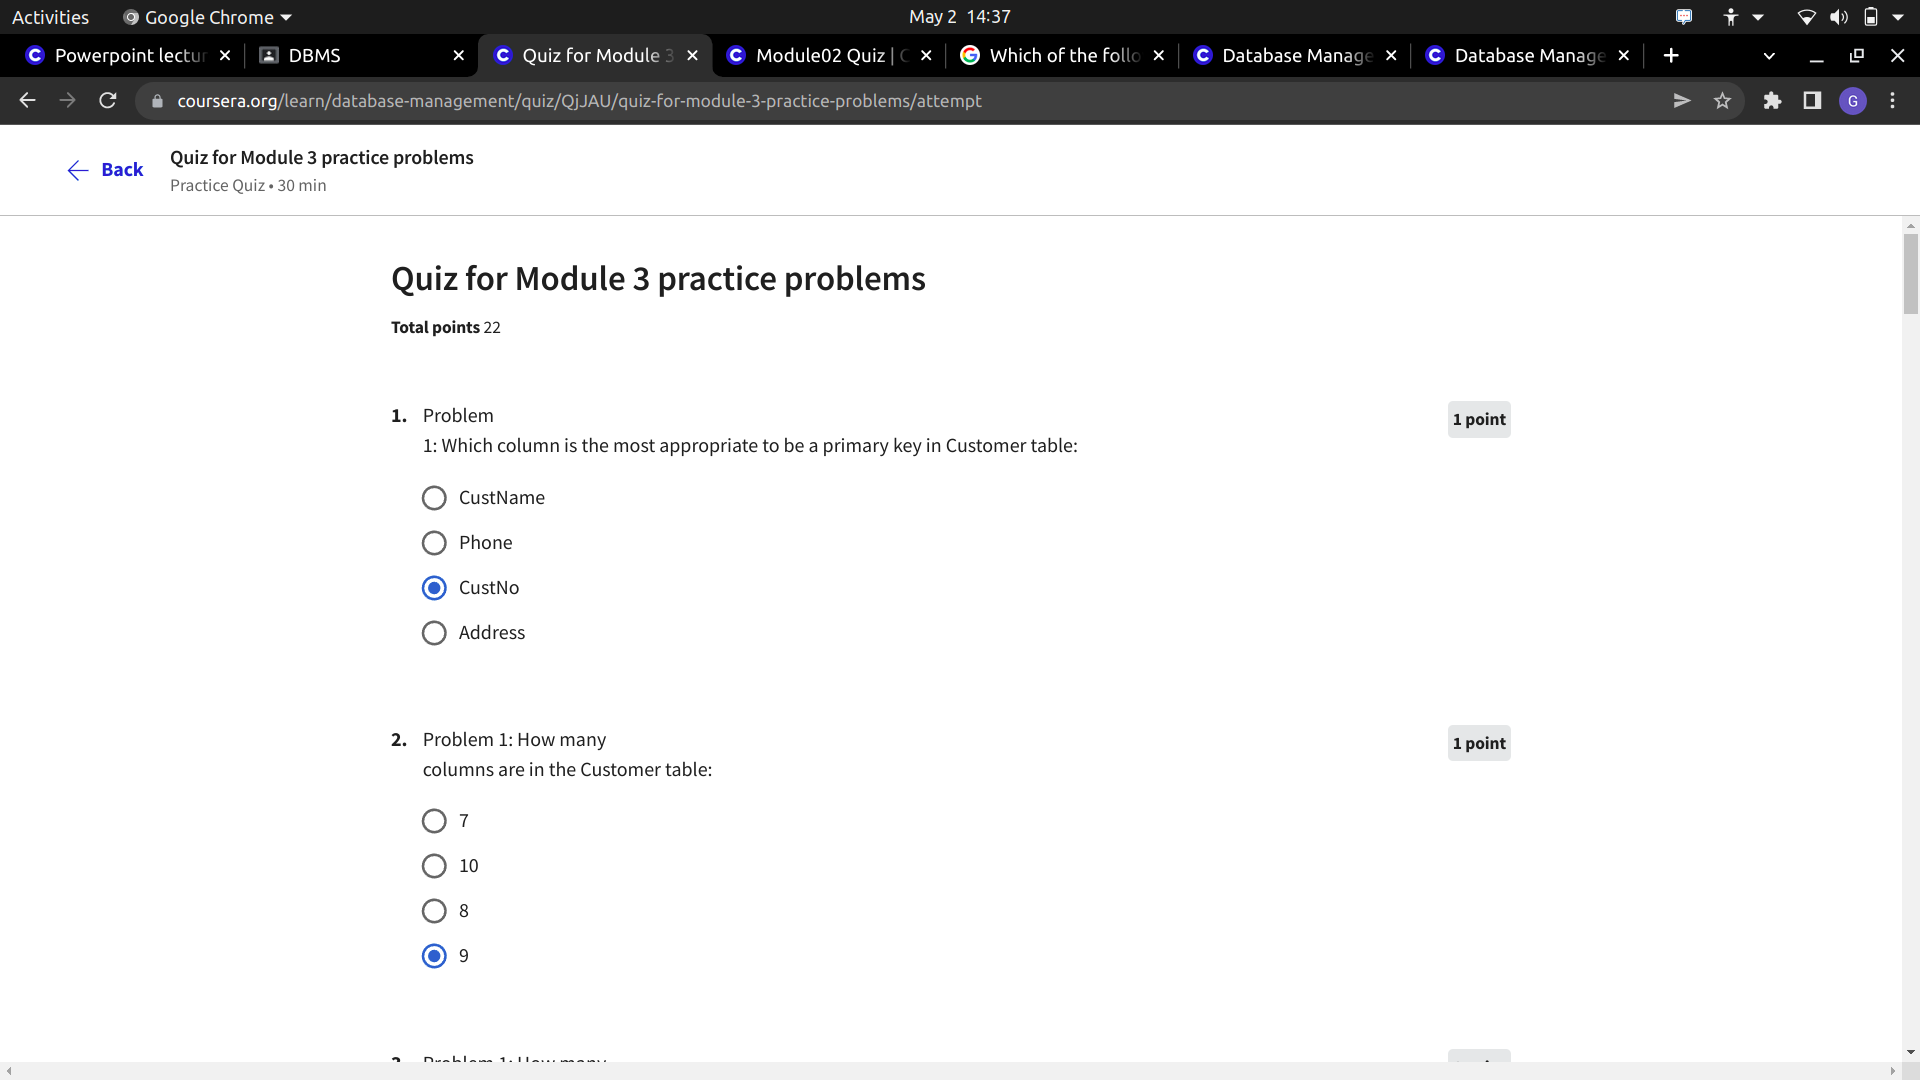 Activities
Google Chrome
May 2 14:37
Powerpoint lectur
DBMS
Quiz for Module 3
Module02 Quiz | C
Which of the follo
Database Manage
Database Manage
coursera.org/learn/database-management/quiz/QjJAU/quiz-for-module-3-practice-problems/attempt
G
Back
Quiz for Module 3 practice problems
Practice Quiz • 30 min
Quiz for Module 3 practice problems
Total points 22
1. Problem
1 point
1: Which column is the most appropriate to be a primary key in Customer table:
CustName
Phone
CustNo
Address
2. Problem 1: How many
1 point
columns are in the Customer table:
7
10
8
9
Problem 1: How many